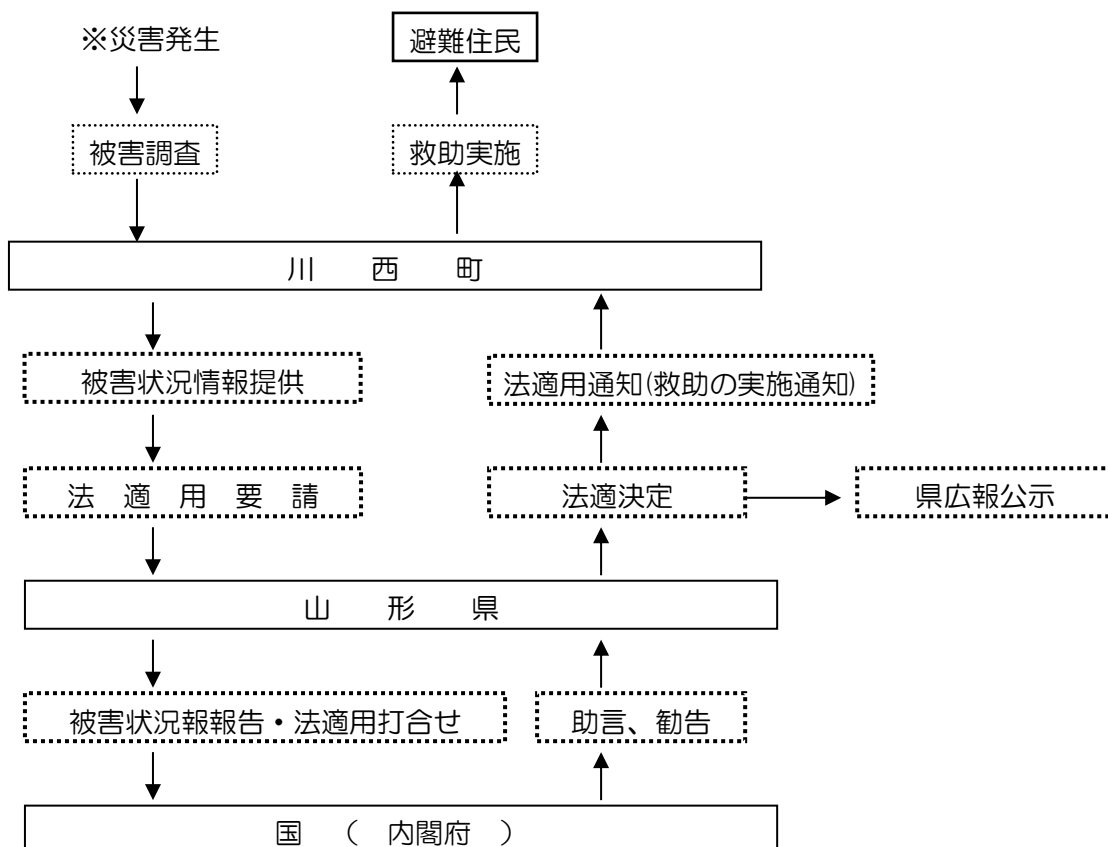 ※災害発生
避難住民
被害調査
救助実施
川 西 町
被害状況情報提供
法適用通知(救助の実施通知)
法 適 用 要 請
法適決定
県広報公示
山 形 県
被害状況報報告・法適用打合せ
助言、勧告
国 ( 内閣府 )